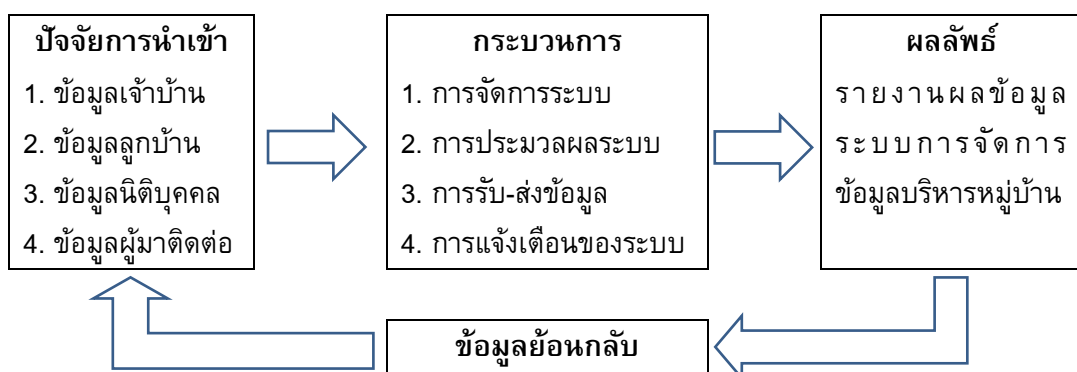 ปัจจัยการนำเข้า
1. ข้อมูลเจ้าบ้าน
2. ข้อมูลลูกบ้าน
3. ข้อมูลนิติบุคคล
4. ข้อมูลผู้มาติดต่อ
กระบวนการ
1. การจัดการระบบ
2. การประมวลผลระบบ
3. การรับ-ส่งข้อมูล
4. การแจ้งเตือนของระบบ
ผลลัพธ์
รายงานผลข้อมูล
ระบบการจัดการ
ข้อมูลบริหารหมู่บ้าน
ข้อมูลย้อนกลับ